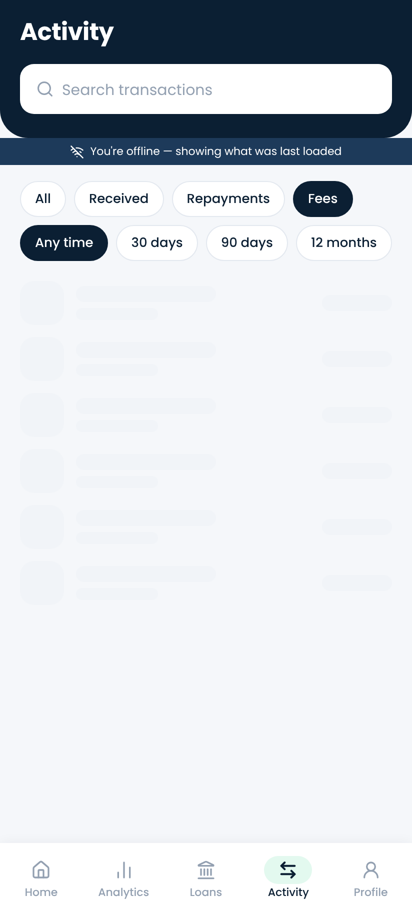 Activity
Search transactions
You're offline — showing what was last loaded
All Received Repayments Fees
Any time 30 days 90 days 12 months
Home Analytics Loans Activity Profile